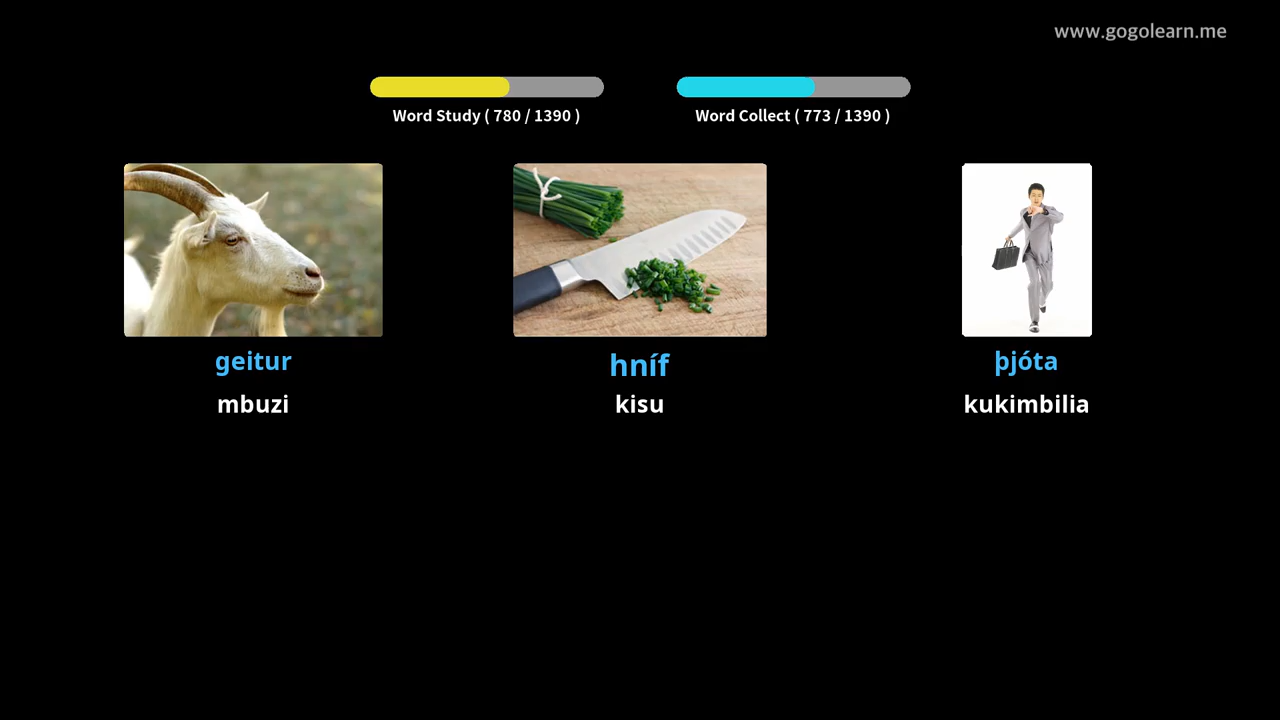 www.gogolearn.me
Word Study ( 780 / 1390 )
Word Collect ( 773 / 1390 )
geitur
hníf
þjóta
mbuzi
kisu
kukimbilia